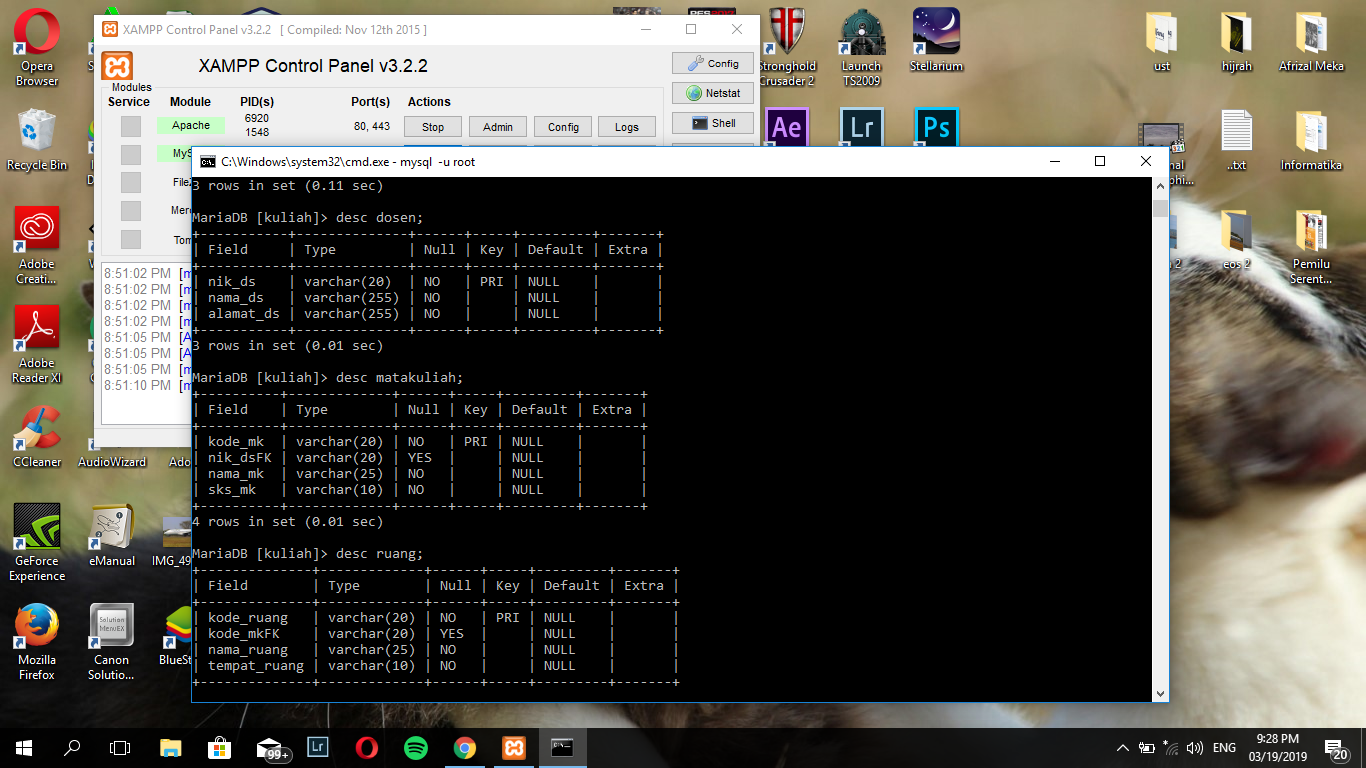 Opera
Browser
Recycle Bin
Adobe
Creati...
Adobe
Reader XI
CCleaner
AudioWizard
GeForce
Experience
eManual
IMG_49
Mozilla
Firefox
Canon
Solutio...
BlueSt
XAMPP Control Panel v3.2.2 [ Compiled: Nov 12th 2015 ]
XAMPP Control Panel v3.2.2
Modules
Service Module PID(s) Port(s) Actions
Apache 6920
1548 80, 443 Stop Admin Config Logs
Config
Netstat
Shell
8:51:02 PM
8:51:02 PM
8:51:02 PM
8:51:02 PM
8:51:05 PM
8:51:05 PM
8:51:05 PM
8:51:10 PM
C:\Windows\system32\cmd.exe - mysql -u root
3 rows in set (0.11 sec)
MariaDB [kuliah]> desc dosen;
+-----------+--------------+------+-----+---------+-------+
| Field     | Type         | Null | Key | Default | Extra |
+-----------+--------------+------+-----+---------+-------+
| nik_ds    | varchar(20)  | NO   | PRI | NULL    |       |
| nama_ds   | varchar(255) | NO   |     | NULL    |       |
| alamat_ds | varchar(255) | NO   |     | NULL    |       |
+-----------+--------------+------+-----+---------+-------+
3 rows in set (0.01 sec)
MariaDB [kuliah]> desc matakuliah;
+----------+-------------+------+-----+---------+-------+
| Field    | Type        | Null | Key | Default | Extra |
+----------+-------------+------+-----+---------+-------+
| kode_mk  | varchar(20) | NO   | PRI | NULL    |       |
| nik_dsFK | varchar(20) | YES  |     | NULL    |       |
| nama_mk  | varchar(25) | NO   |     | NULL    |       |
| sks_mk   | varchar(10) | NO   |     | NULL    |       |
+----------+-------------+------+-----+---------+-------+
4 rows in set (0.01 sec)
MariaDB [kuliah]> desc ruang;
+--------------+-------------+------+-----+---------+-------+
| Field        | Type        | Null | Key | Default | Extra |
+--------------+-------------+------+-----+---------+-------+
| kode_ruang   | varchar(20) | NO   | PRI | NULL    |       |
| kode_mkFK    | varchar(20) | YES  |     | NULL    |       |
| nama_ruang   | varchar(25) | NO   |     | NULL    |       |
| tempat_ruang | varchar(10) | NO   |     | NULL    |       |
+--------------+-------------+------+-----+---------+-------+
Stronghold
Crusader 2
Launch
TS2009
Stellarium
Ae
Lr
Ps
ust
hijrah
Afrizal Meka
..txt
Informatika
eos 2
Pemilu
Serent...
99+
Lr
ENG
9:28 PM
03/19/2019
20